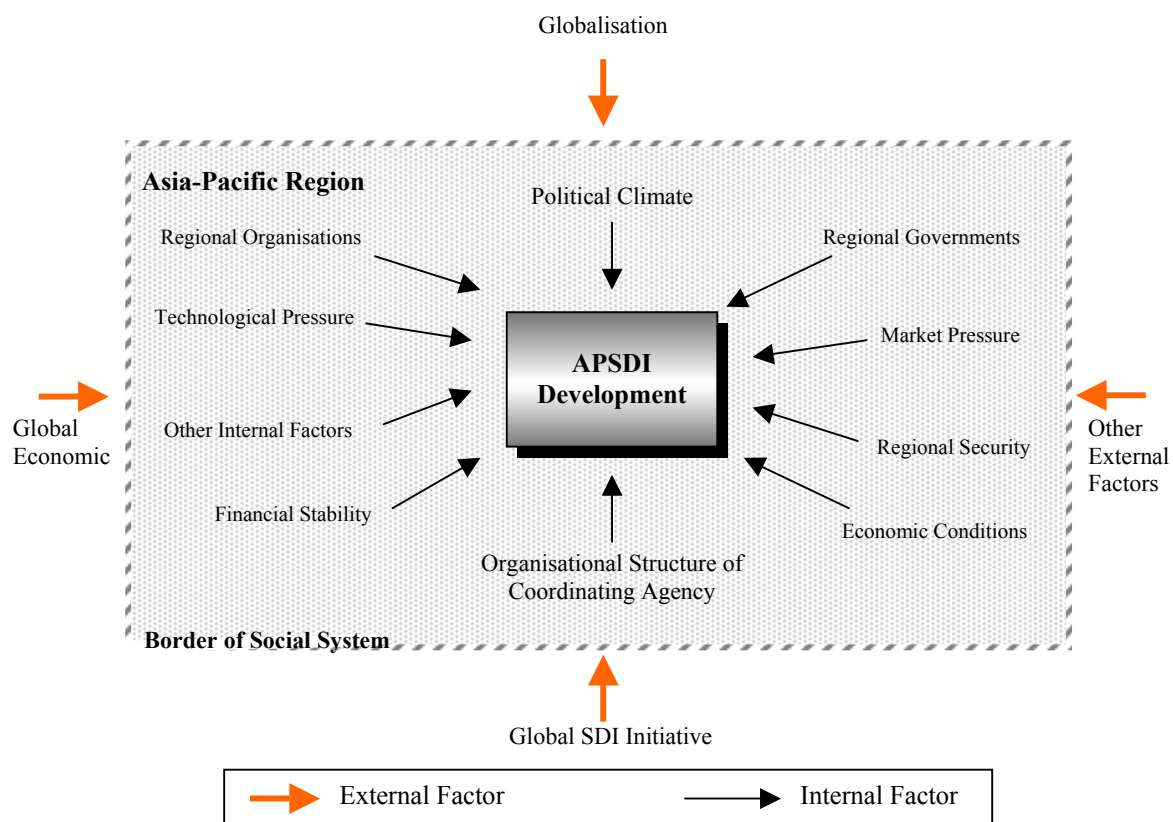 Globalisation
Asia-Pacific Region
Political Climate
Regional Organisations
Regional Governments
Technological Pressure
Market Pressure
APSDI
Development
Global
Economic
Other Internal Factors
Regional Security
Other
External
Factors
Financial Stability
Economic Conditions
Organisational Structure of
Coordinating Agency
Border of Social System
Global SDI Initiative
External Factor
Internal Factor